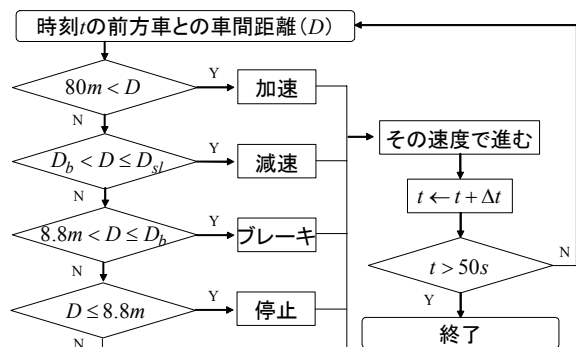 時刻tの前方車との車間距離(D)
80m < D
Y
加速
N
D_b < D ≤ D_sl
Y
減速
N
8.8m < D ≤ D_b
Y
ブレーキ
N
D ≤ 8.8m
Y
停止
N
その速度で進む
t ← t + Δt
t > 50s
N
Y
終了